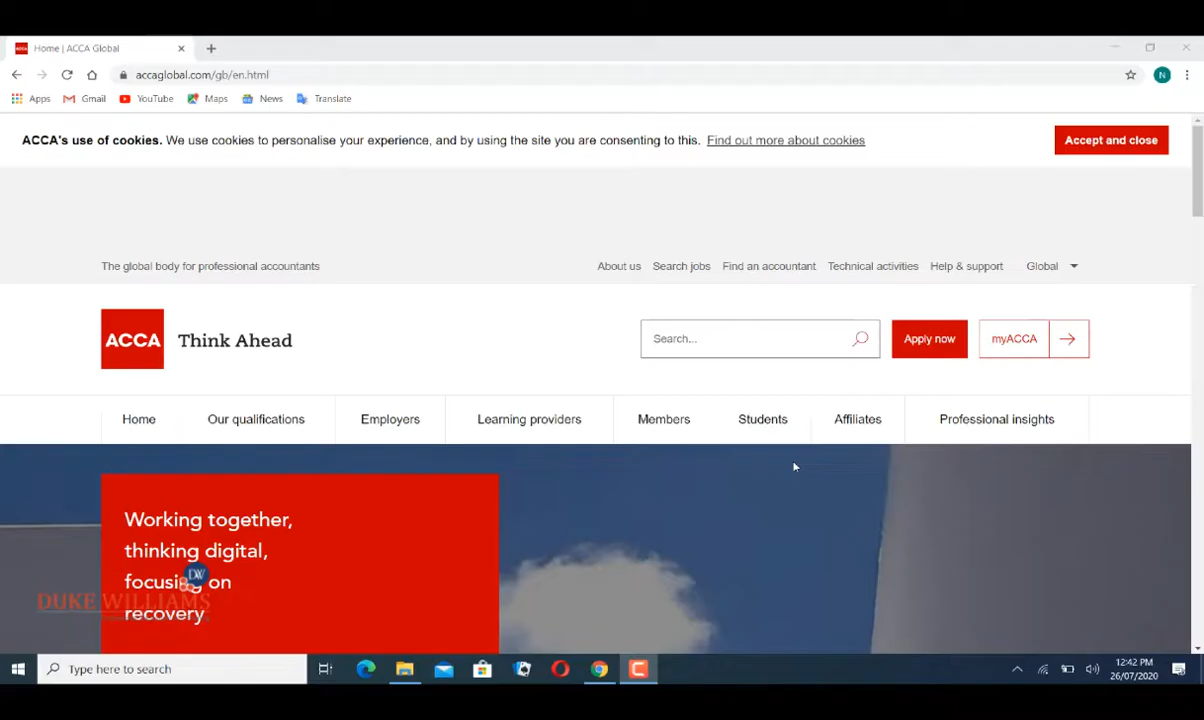 ACCA
Home | ACCA Global
accaglobal.com/gb/en.html
N
Apps Gmail YouTube Maps News Translate
ACCA's use of cookies. We use cookies to personalise your experience, and by using the site you are consenting to this. Find out more about cookies
Accept and close
The global body for professional accountants
About us Search jobs Find an accountant Technical activities Help & support Global
ACCA Think Ahead
Search...
Apply now
myACCA
Home Our qualifications Employers Learning providers Members Students Affiliates Professional insights
Working together,
thinking digital,
focusing on
recovery
DW
DUKE WILLIAMS
Type here to search
12:42 PM
26/07/2020